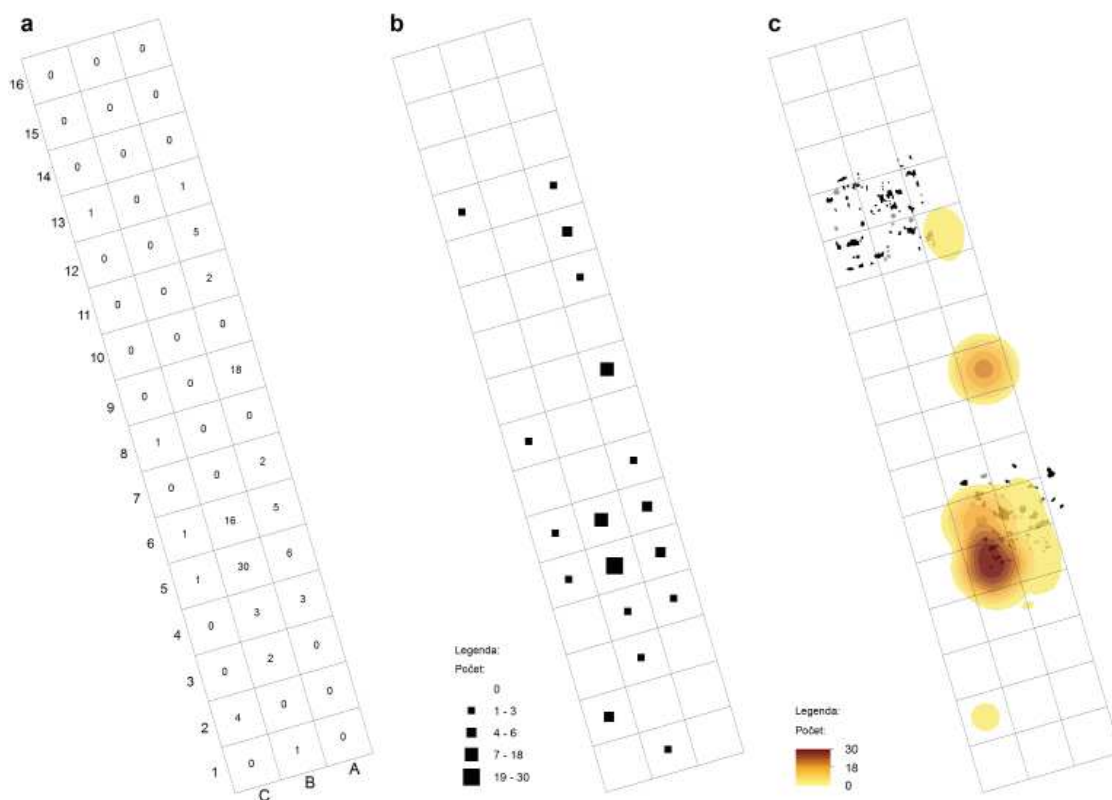 a
16 0 0 0
15 0 0 0
14 0 0 0
13 1 0 1
12 0 0 5
11 0 0 2
10 0 0 0
9 0 0 18
8 1 0 0
7 0 0 2
6 1 16 5
5 1 30 6
4 0 3 3
3 0 2 0
2 4 0 0
1 0 1 0
C B A
b
Legenda:
Počet:
0
1 - 3
4 - 6
7 - 18
19 - 30
c
Legenda:
Počet:
30
18
0